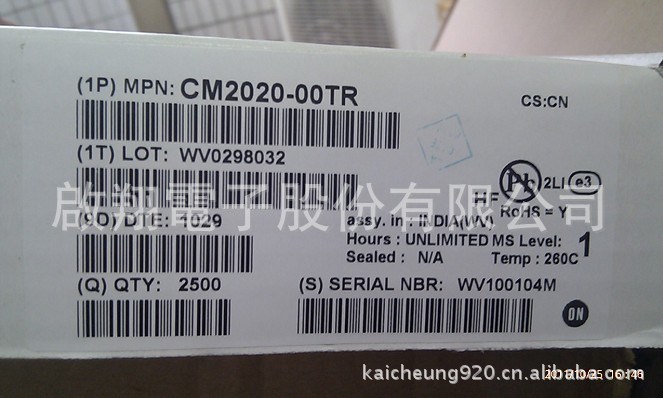 (1P) MPN: CM2020-00TR
CS:CN
(1T) LOT: WV0298032
Pb 2LI e3
HF
RoHS = Y
啟翔電子股份有限公司
(9D) DTE: 1029
assy. in : INDIA(WV)
Hours : UNLIMITED MS Level: 1
Sealed : N/A Temp : 260C
(Q) QTY: 2500
(S) SERIAL NBR: WV100104M
ON
kaicheung920.cn.alibaba.com